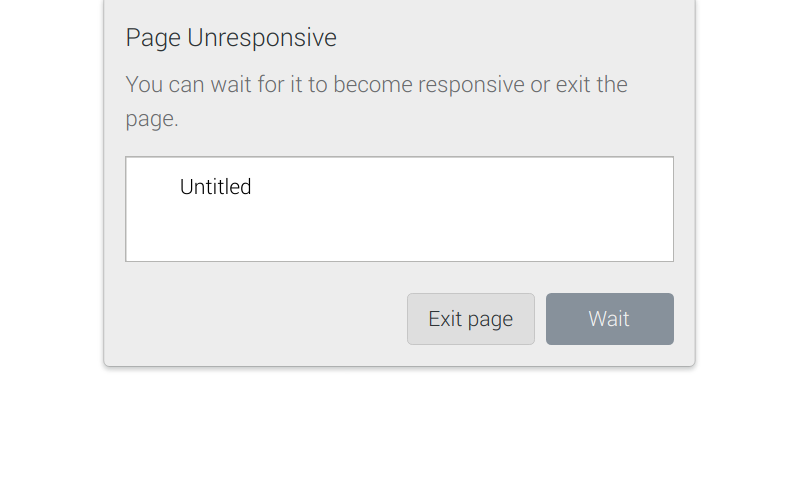 Page Unresponsive
You can wait for it to become responsive or exit the
page.
Untitled
Exit page
Wait